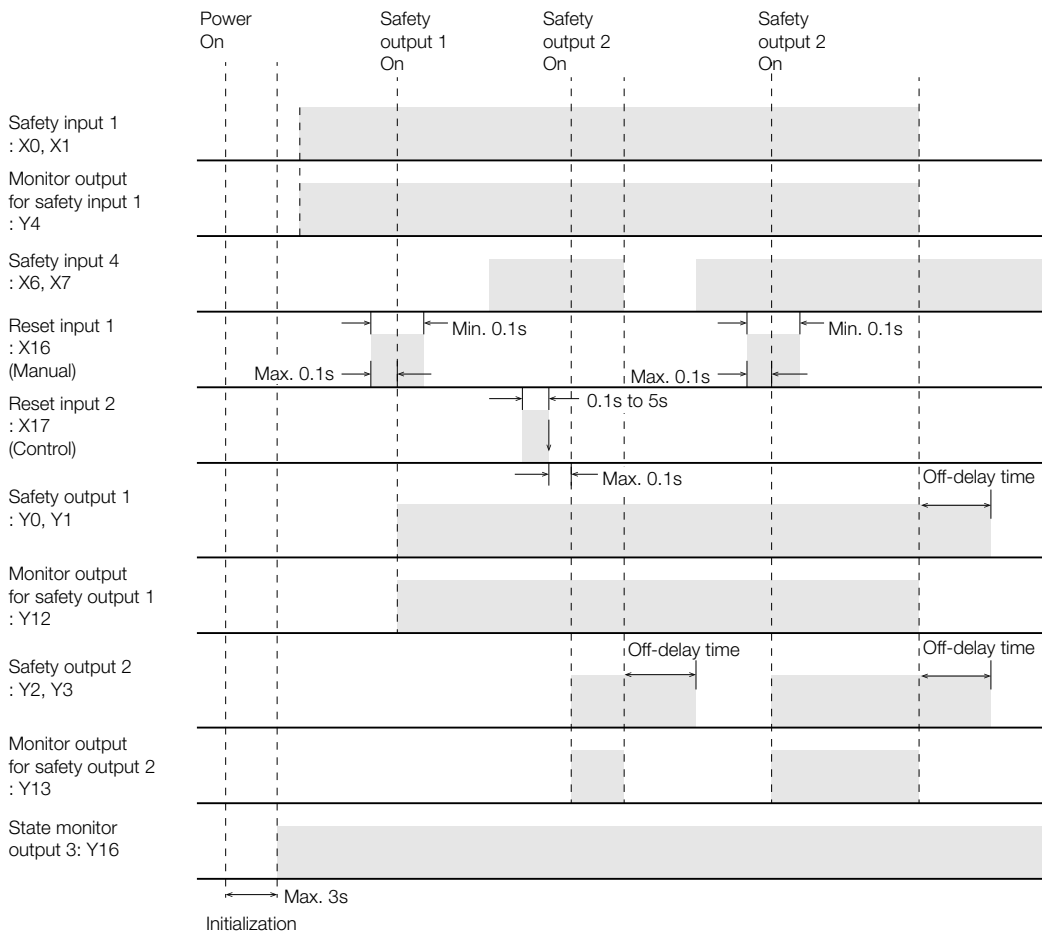 Power
On
Safety
output 1
On
Safety
output 2
On
Safety
output 2
On
Safety input 1
: X0, X1
Monitor output
for safety input 1
: Y4
Safety input 4
: X6, X7
Reset input 1
: X16
(Manual)
Min. 0.1s
Max. 0.1s
Min. 0.1s
Max. 0.1s
Reset input 2
: X17
(Control)
0.1s to 5s
Max. 0.1s
Safety output 1
: Y0, Y1
Off-delay time
Monitor output
for safety output 1
: Y12
Safety output 2
: Y2, Y3
Off-delay time
Off-delay time
Monitor output
for safety output 2
: Y13
State monitor
output 3: Y16
Max. 3s
Initialization